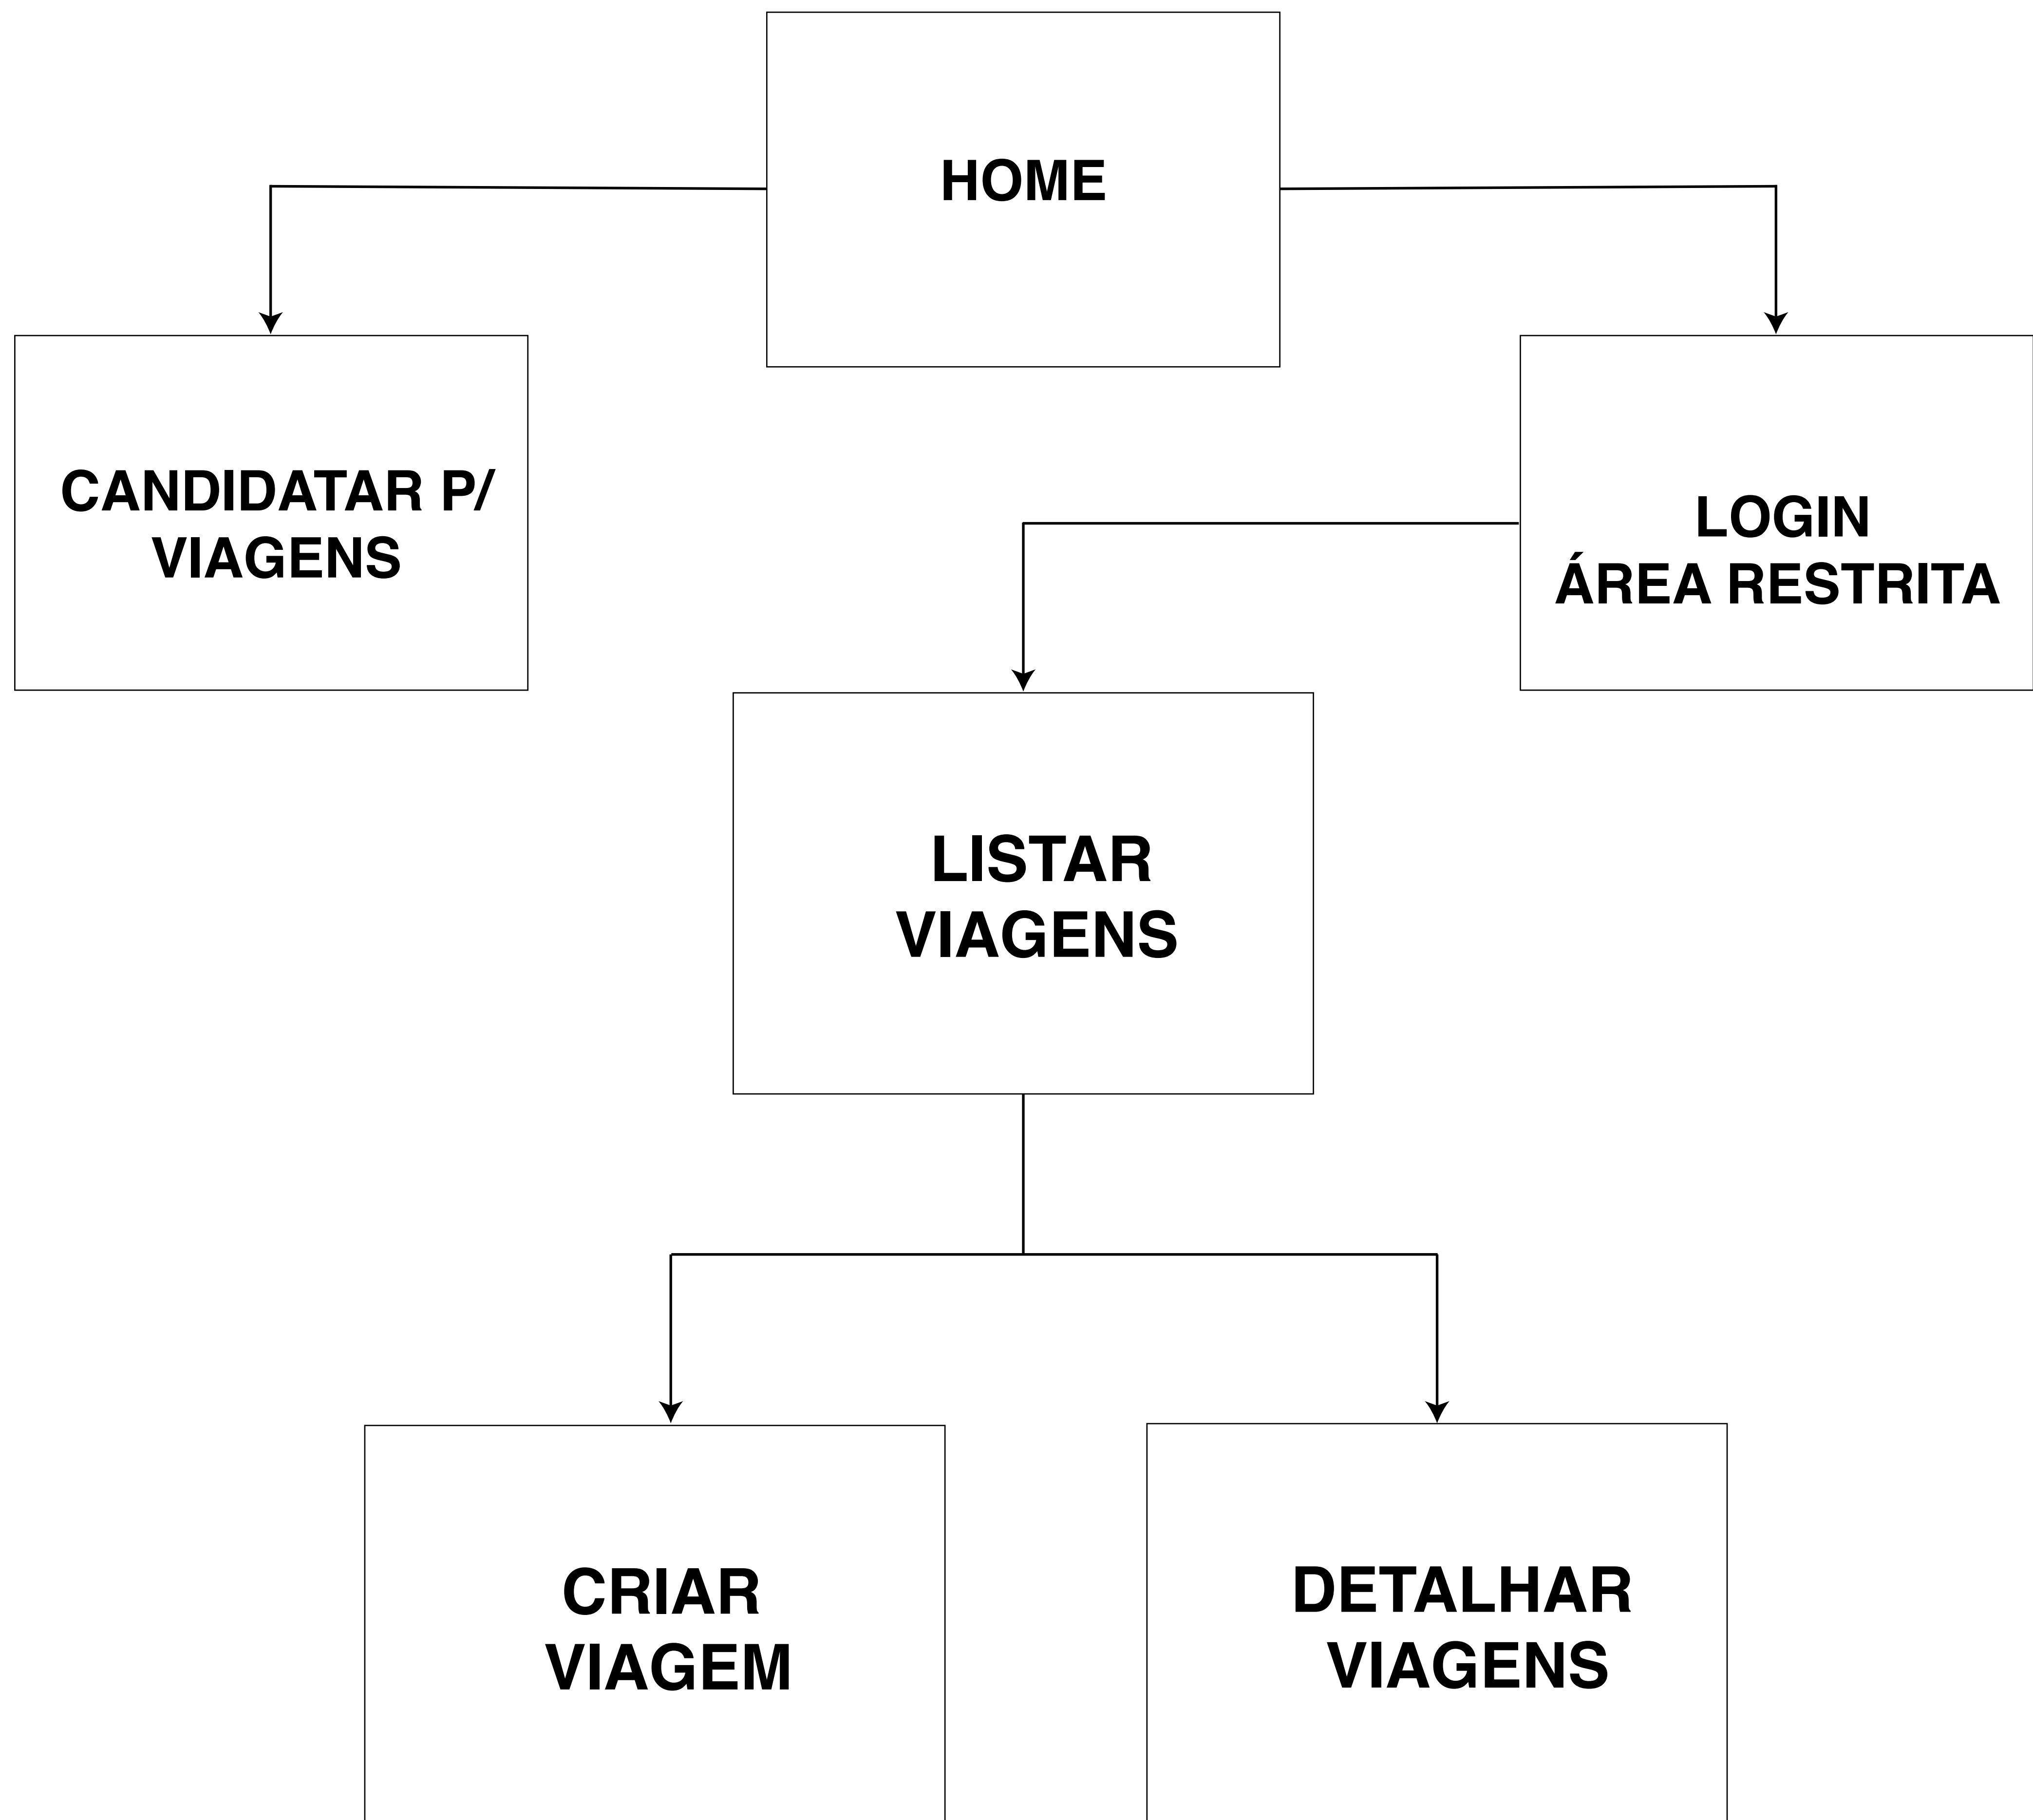 HOME
CANDIDATAR P/
VIAGENS
LOGIN
ÁREA RESTRITA
LISTAR
VIAGENS
CRIAR
VIAGEM
DETALHAR
VIAGENS